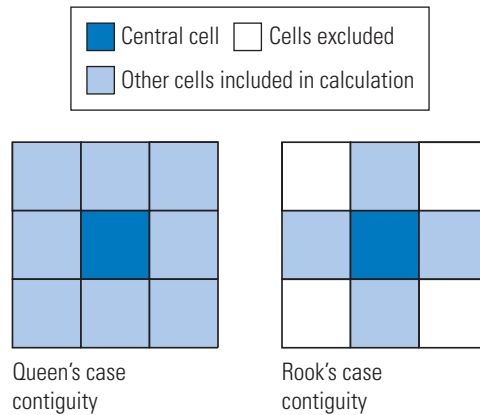 Central cell Cells excluded
Other cells included in calculation
Queen's case
contiguity
Rook's case
contiguity